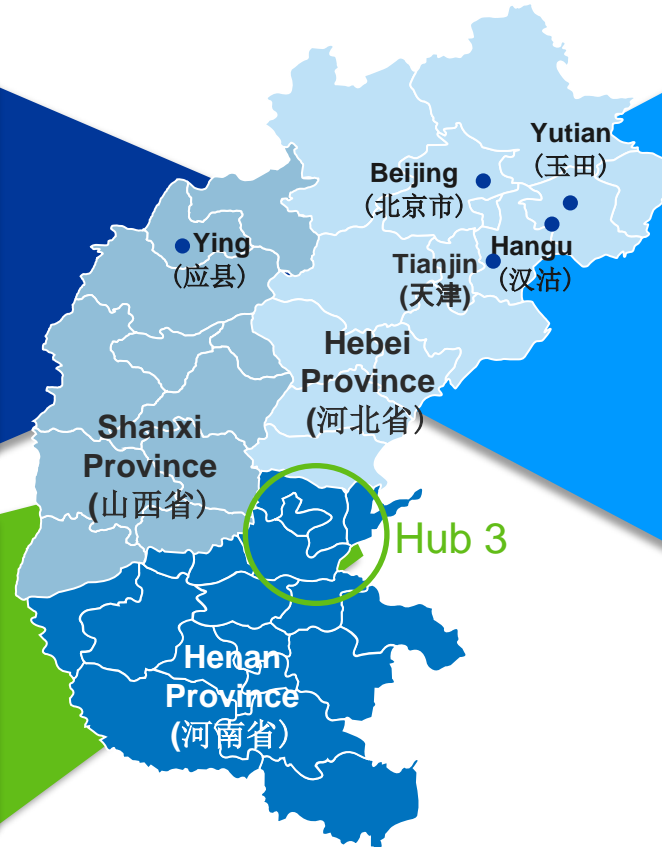 Yutian
（玉田）
Beijing
（北京市）
Ying
（应县）
Hangu
（汉沽）
Tianjin
(天津)
Hebei
Province
(河北省）
Shanxi
Province
(山西省）
Hub 3
Henan
Province
(河南省）